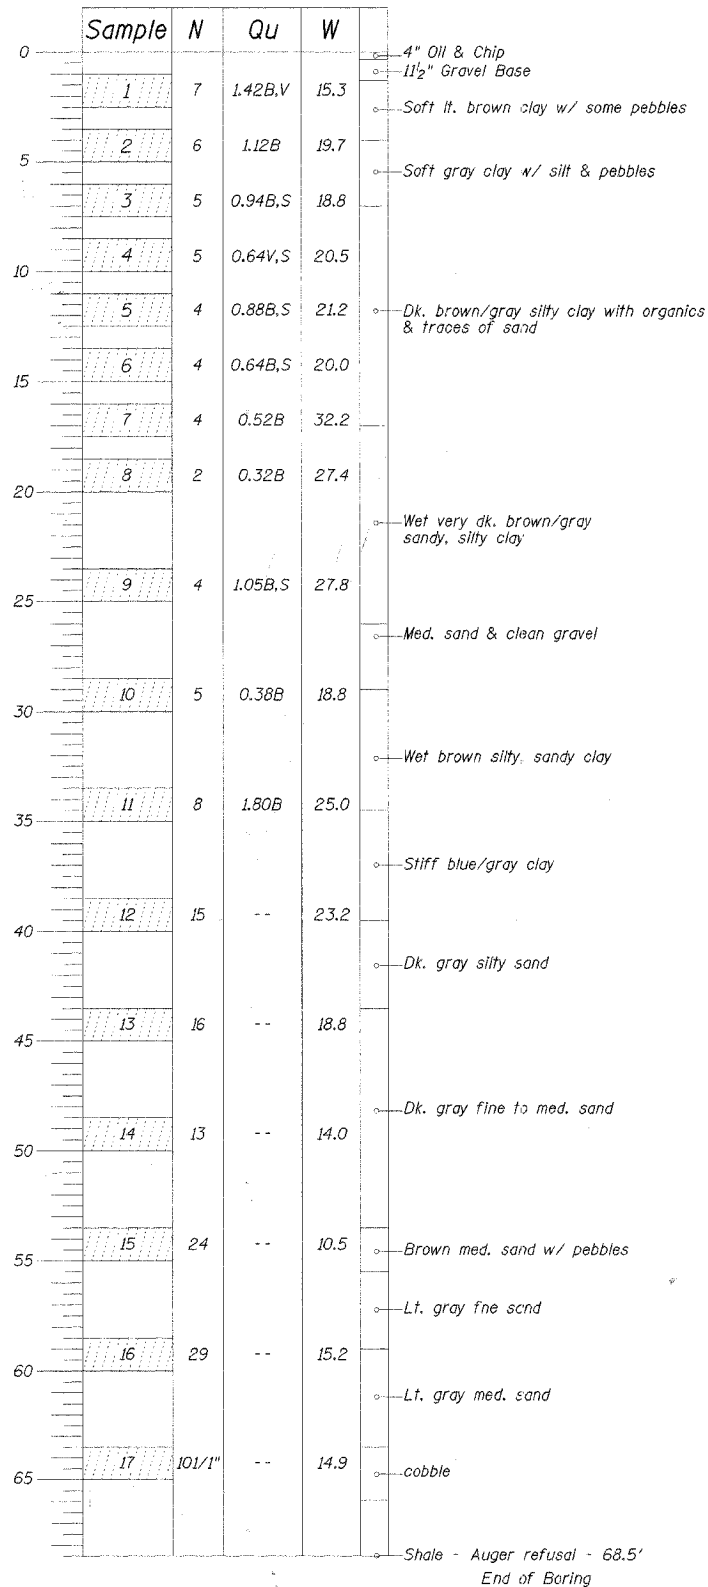 Sample N Qu W
0
4" Oil & Chip
11½" Gravel Base
1 7 1.42B,V 15.3
Soft lt. brown clay w/ some pebbles
2 6 1.12B 19.7
5
Soft gray clay w/ silt & pebbles
3 5 0.94B,S 18.8
4 5 0.64V,S 20.5
10
5 4 0.88B,S 21.2
Dk. brown/gray silty clay with organics
& traces of sand
6 4 0.64B,S 20.0
15
7 4 0.52B 32.2
8 2 0.32B 27.4
20
Wet very dk. brown/gray
sandy, silty clay
9 4 1.05B,S 27.8
25
Med. sand & clean gravel
10 5 0.38B 18.8
30
Wet brown silty, sandy clay
11 8 1.80B 25.0
35
Stiff blue/gray clay
12 15 -- 23.2
40
Dk. gray silty sand
13 16 -- 18.8
45
Dk. gray fine to med. sand
14 13 -- 14.0
50
15 24 -- 10.5
Brown med. sand w/ pebbles
55
Lt. gray fne sand
16 29 -- 15.2
60
Lt. gray med. sand
17 101/1" -- 14.9
cobble
65
Shale - Auger refusal - 68.5'
End of Boring